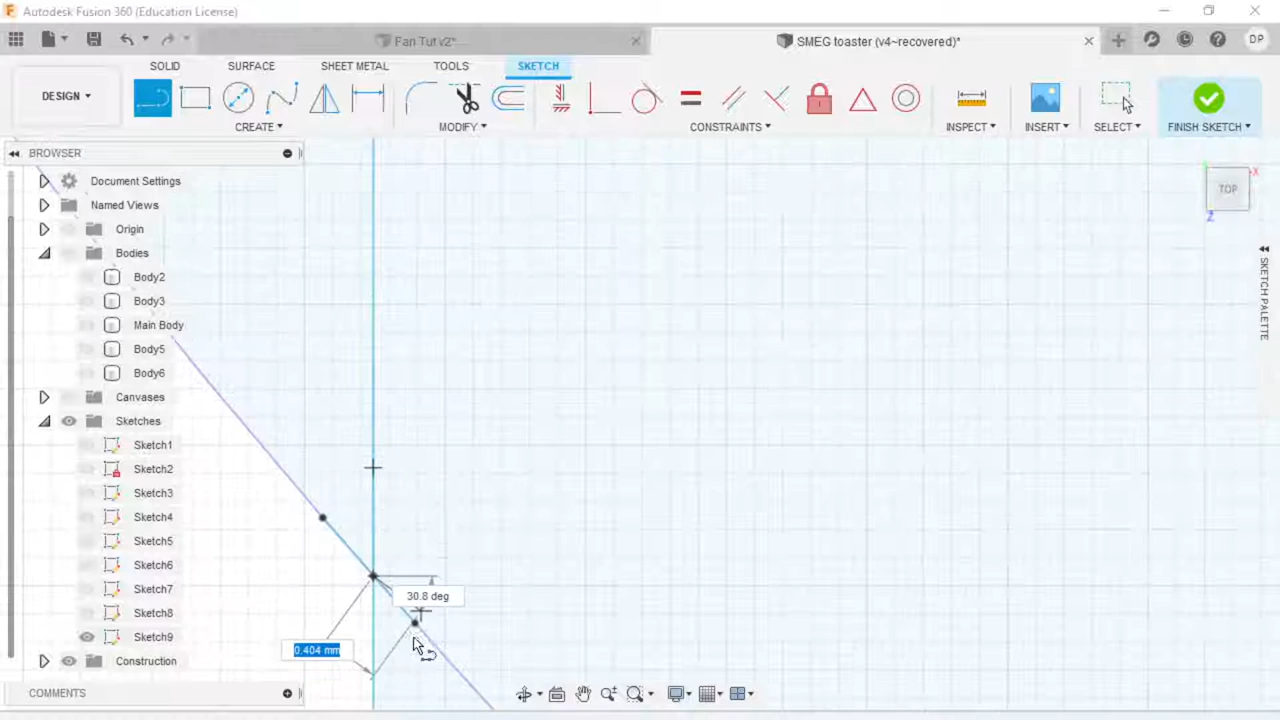 Autodesk Fusion 360 (Education License)
Fan Tut v2*
SMEG toaster (v4~recovered)*
DP
SOLID SURFACE SHEET METAL TOOLS SKETCH
DESIGN
CREATE MODIFY CONSTRAINTS INSPECT INSERT SELECT FINISH SKETCH
BROWSER
Document Settings
Named Views
Origin
Bodies
Body2
Body3
Main Body
Body5
Body6
Canvases
Sketches
Sketch1
Sketch2
Sketch3
Sketch4
Sketch5
Sketch6
Sketch7
Sketch8
Sketch9
Construction
COMMENTS
30.8 deg
0.404 mm
X
TOP
Z
SKETCH PALETTE